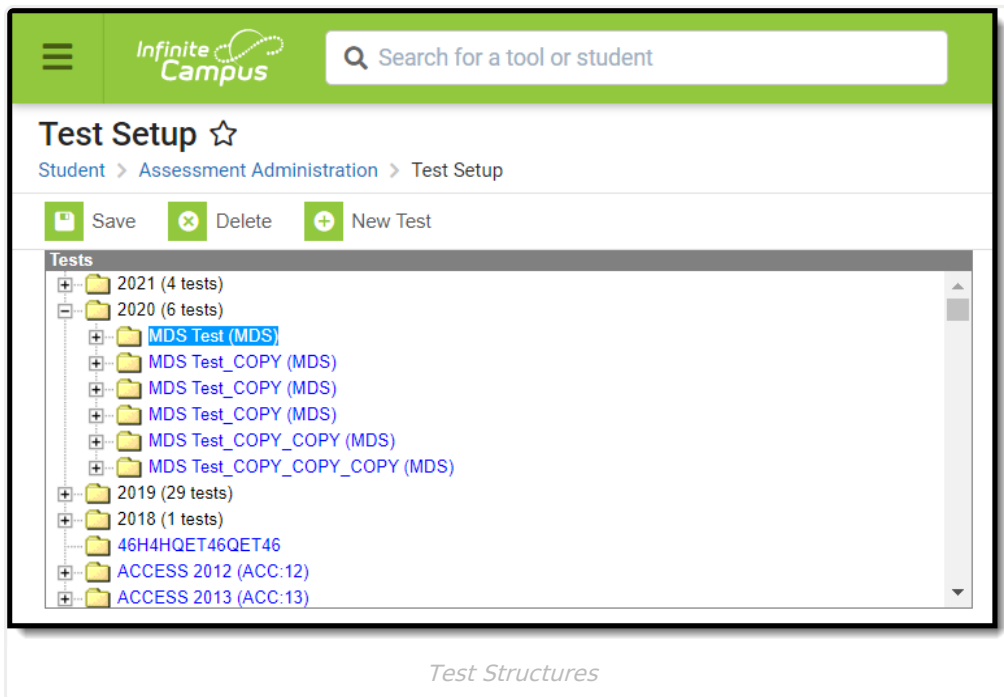 Infinite
Campus
Search for a tool or student
Test Setup
Student > Assessment Administration > Test Setup
Save Delete New Test
Tests
2021 (4 tests)
2020 (6 tests)
MDS Test (MDS)
MDS Test_COPY (MDS)
MDS Test_COPY (MDS)
MDS Test_COPY (MDS)
MDS Test_COPY_COPY (MDS)
MDS Test_COPY_COPY_COPY (MDS)
2019 (29 tests)
2018 (1 tests)
46H4HQET46QET46
ACCESS 2012 (ACC:12)
ACCESS 2013 (ACC:13)
Test Structures